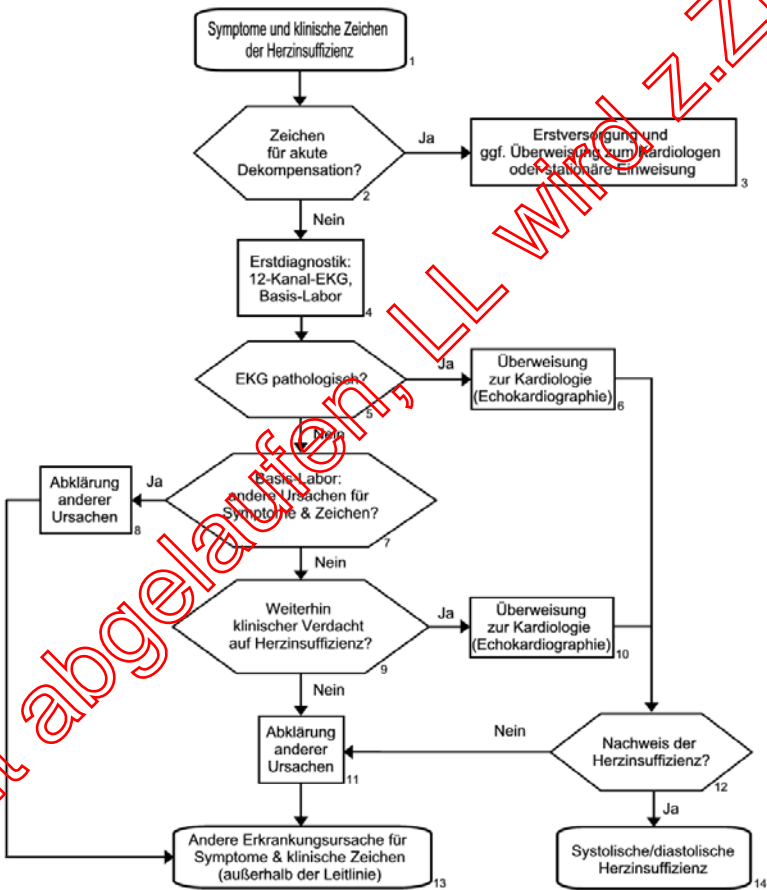 Symptome und klinische Zeichen
der Herzinsuffizienz
1
Zeichen
für akute
Dekompensation?
2
Ja
Erstversorgung und
ggf. Überweisung zum Kardiologen
oder stationäre Einweisung
3
Nein
Erstdiagnostik:
12-Kanal-EKG,
Basis-Labor
4
EKG pathologisch?
5
Ja
Überweisung
zur Kardiologie
(Echokardiographie)
6
Nein
Basis-Labor:
andere Ursachen für
Symptome & Zeichen?
7
Ja
Abklärung
anderer
Ursachen
8
Nein
Weiterhin
klinischer Verdacht
auf Herzinsuffizienz?
9
Ja
Überweisung
zur Kardiologie
(Echokardiographie)
10
Nein
Abklärung
anderer
Ursachen
11
Nein
Nachweis der
Herzinsuffizienz?
12
Ja
Andere Erkrankungsursache für
Symptome & klinische Zeichen
(außerhalb der Leitlinie)
13
Systolische/diastolische
Herzinsuffizienz
14
abgelaufen, LL wird z.Z